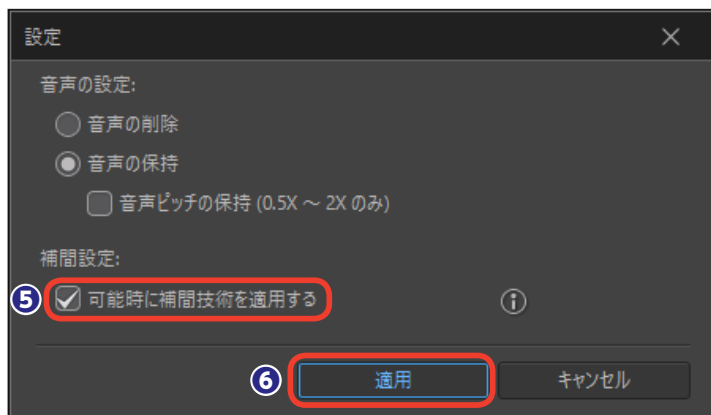 設定
音声の設定:
音声の削除
音声の保持
音声ピッチの保持 (0.5X ～ 2X のみ)
補間設定:
5 可能時に補間技術を適用する
6 適用 キャンセル